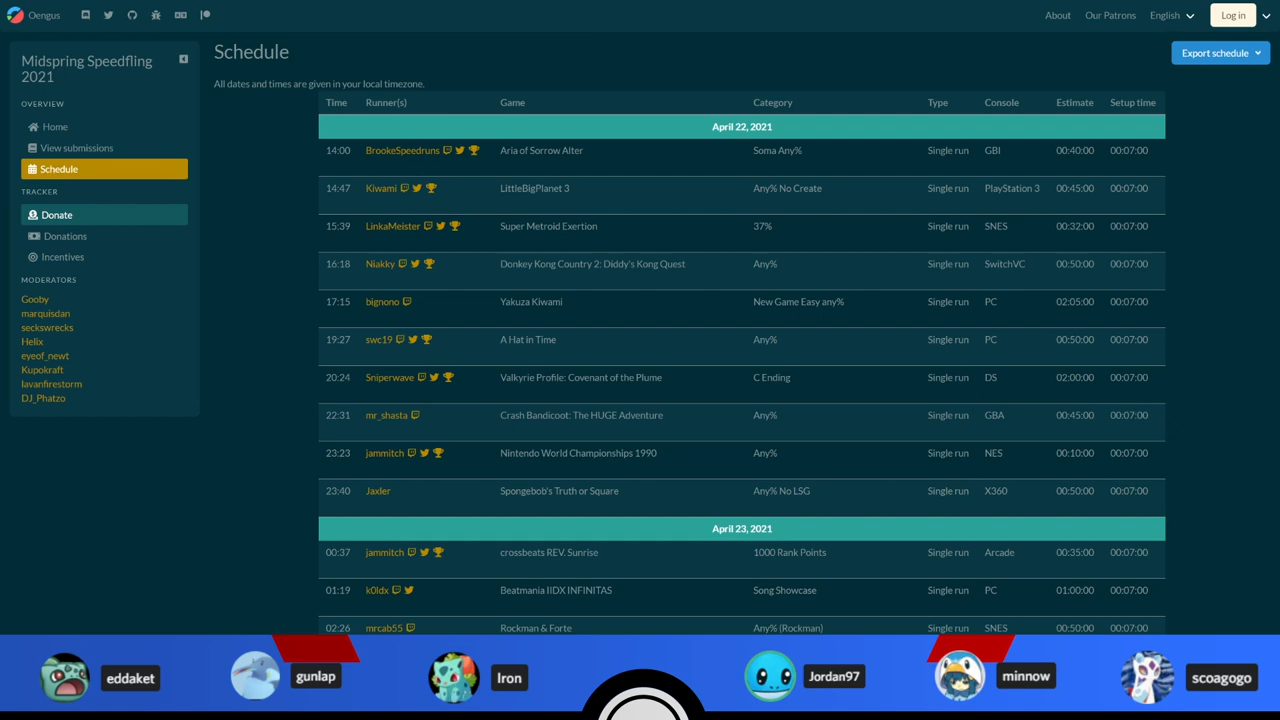 Oengus
About Our Patrons English Log in
Midspring Speedfling
2021
OVERVIEW
Home
View submissions
Schedule
TRACKER
Donate
Donations
Incentives
MODERATORS
Gooby
marquisdan
seckswrecks
Helix
eyeof_newt
Kupokraft
lavanfirestorm
DJ_Phatzo
Schedule
Export schedule
All dates and times are given in your local timezone.
Time Runner(s) Game Category Type Console Estimate Setup time
April 22, 2021
14:00 BrookeSpeedruns Aria of Sorrow Alter Soma Any% Single run GBI 00:40:00 00:07:00
14:47 Kiwami LittleBigPlanet 3 Any% No Create Single run PlayStation 3 00:45:00 00:07:00
15:39 LinkaMeister Super Metroid Exertion 37% Single run SNES 00:32:00 00:07:00
16:18 Niakky Donkey Kong Country 2: Diddy's Kong Quest Any% Single run SwitchVC 00:50:00 00:07:00
17:15 bignono Yakuza Kiwami New Game Easy any% Single run PC 02:05:00 00:07:00
19:27 swc19 A Hat in Time Any% Single run PC 00:50:00 00:07:00
20:24 Sniperwave Valkyrie Profile: Covenant of the Plume C Ending Single run DS 02:00:00 00:07:00
22:31 mr_shasta Crash Bandicoot: The HUGE Adventure Any% Single run GBA 00:45:00 00:07:00
23:23 jammitch Nintendo World Championships 1990 Any% Single run NES 00:10:00 00:07:00
23:40 Jaxler Spongebob's Truth or Square Any% No LSG Single run X360 00:50:00 00:07:00
April 23, 2021
00:37 jammitch crossbeats REV. Sunrise 1000 Rank Points Single run Arcade 00:35:00 00:07:00
01:19 k0ldx Beatmania IIDX INFINITAS Song Showcase Single run PC 01:00:00 00:07:00
02:26 mrcab55 Rockman & Forte Any% (Rockman) Single run SNES 00:50:00 00:07:00
eddaket gunlap Iron Jordan97 minnow scoagogo